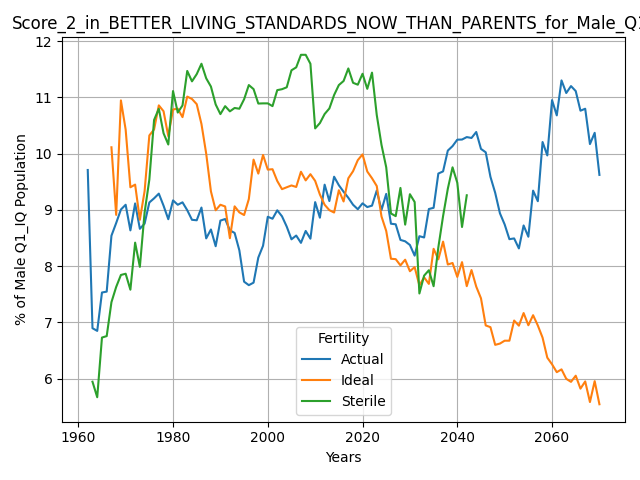 Score_2_in_BETTER_LIVING_STANDARDS_NOW_THAN_PARENTS_for_Male_Q1
12
11
10
9
8
7
6
% of Male Q1_IQ Population
1960
1980
2000
2020
2040
2060
Years
Fertility
Actual
Ideal
Sterile